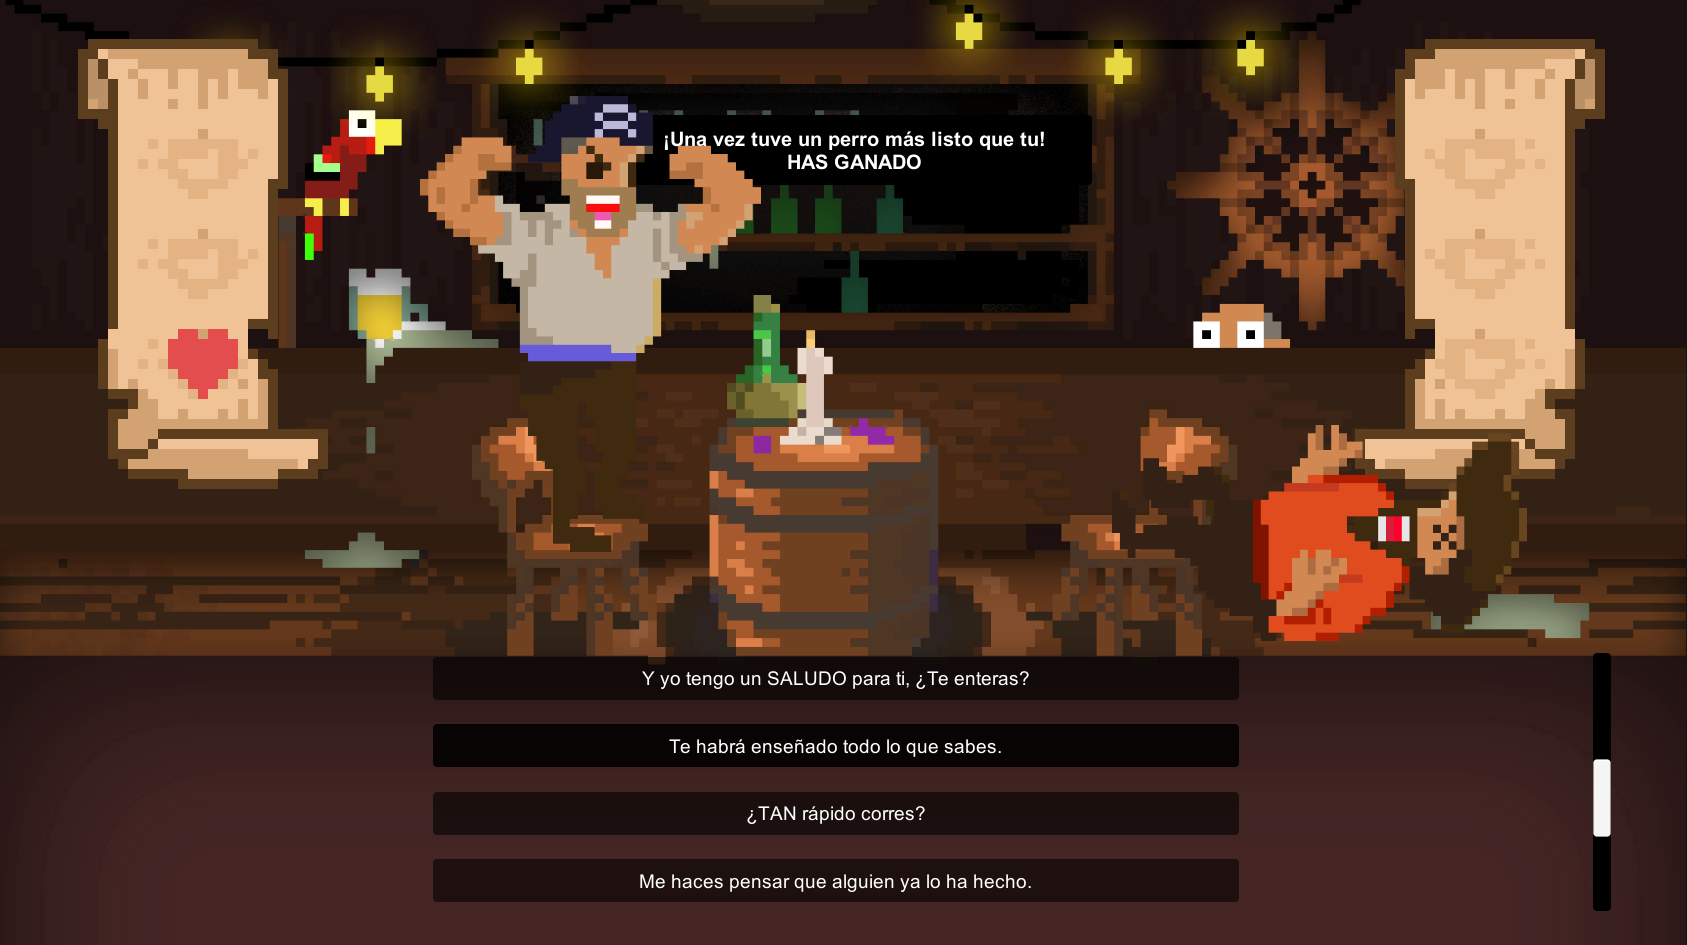 ¡Una vez tuve un perro más listo que tu!
HAS GANADO
Y yo tengo un SALUDO para ti, ¿Te enteras?
Te habrá enseñado todo lo que sabes.
¿TAN rápido corres?
Me haces pensar que alguien ya lo ha hecho.